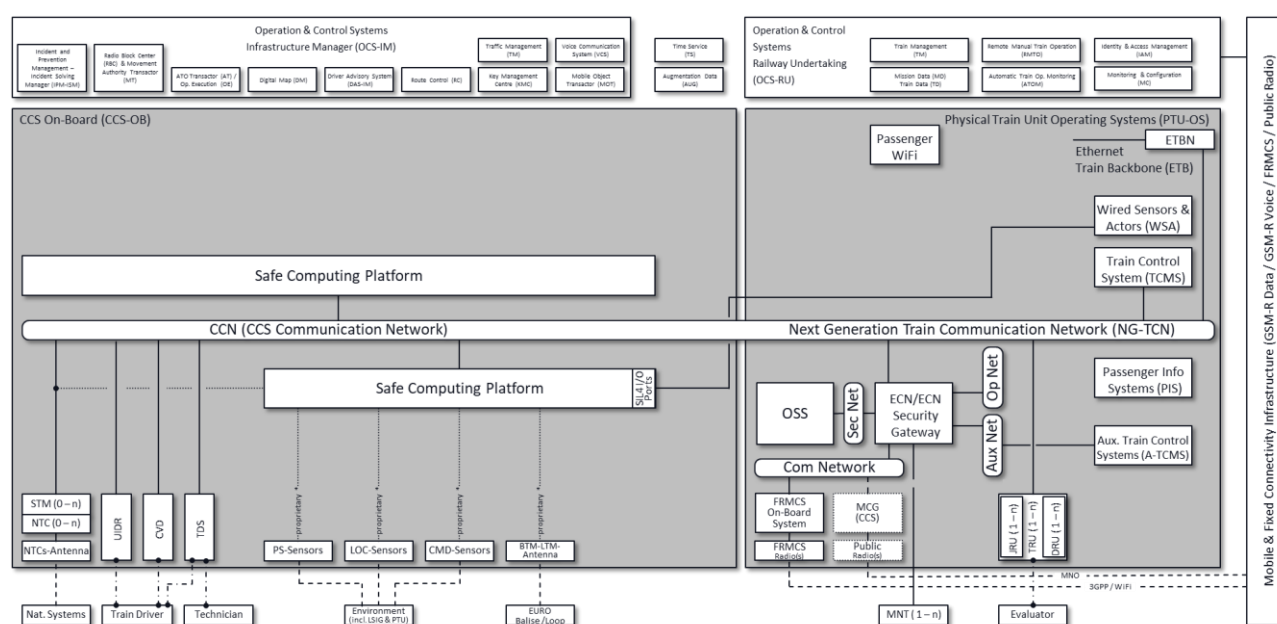 Operation & Control Systems
Infrastructure Manager (OCS-IM)
Incident and
Prevention
Management –
Incident Solving
Manager (IPM-ISM)
Radio Block Center
(RBC) & Movement
Authority Transactor
(MT)
ATO Transactor (AT) /
Op. Execution (OE)
Digital Map (DM)
Driver Advisory System
(DAS-IM)
Route Control (RC)
Traffic Management
(TM)
Voice Communication
System (VCS)
Key Management
Centre (KMC)
Mobile Object
Transactor (MOT)
Time Service
(TS)
Augmentation Data
(AUG)
Operation & Control
Systems
Railway Undertaking
(OCS-RU)
Train Management
(TM)
Remote Manual Train Operation
(RMTO)
Identity & Access Management
(IAM)
Mission Data (MD)
Train Data (TD)
Automatic Train Op. Monitoring
(ATOM)
Monitoring & Configuration
(MC)
Mobile & Fixed Connectivity Infrastructure (GSM-R Data / GSM-R Voice / FRMCS / Public Radio)
CCS On-Board (CCS-OB)
Physical Train Unit Operating Systems (PTU-OS)
Passenger
WiFi
ETBN
Ethernet
Train Backbone (ETB)
Wired Sensors &
Actors (WSA)
Train Control
System (TCMS)
Safe Computing Platform
CCN (CCS Communication Network)
Next Generation Train Communication Network (NG-TCN)
Safe Computing Platform
SIL4 I/O
Ports
OSS
Sec Net
ECN/ECN
Security
Gateway
Op Net
Aux Net
Passenger Info
Systems (PIS)
Aux. Train Control
Systems (A-TCMS)
Com Network
STM (0 – n)
NTC (0 – n)
NTCs-Antenna
UIDR
CVD
TDS
proprietary *
proprietary *
proprietary *
proprietary *
PS-Sensors
LOC-Sensors
CMD-Sensors
BTM-LTM-
Antenna
FRMCS
On-Board
System
FRMCS
Radio(s)
MCG
(CCS)
Public
Radio(s)
JRU (1 – n)
TRU (1 – n)
DRU (1 – n)
MNO
3GPP / WiFi
Nat. Systems
Train Driver
Technician
Environment
(incl. LSIG & PTU)
EURO
Balise /Loop
MNT (1 – n)
Evaluator